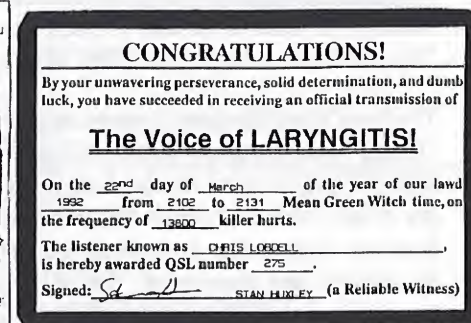 CONGRATULATIONS!
By your unwavering perseverance, solid determination, and dumb
luck, you have succeeded in receiving an official transmission of
The Voice of LARYNGITIS!
On the 22nd day of March of the year of our lawd
1992 from 2102 to 2131 Mean Green Witch time, on
the frequency of 13800 killer hurts.
The listener known as CHRIS LOBDELL,
is hereby awarded QSL number 275.
Signed: STAN HUXLEY (a Reliable Witness)